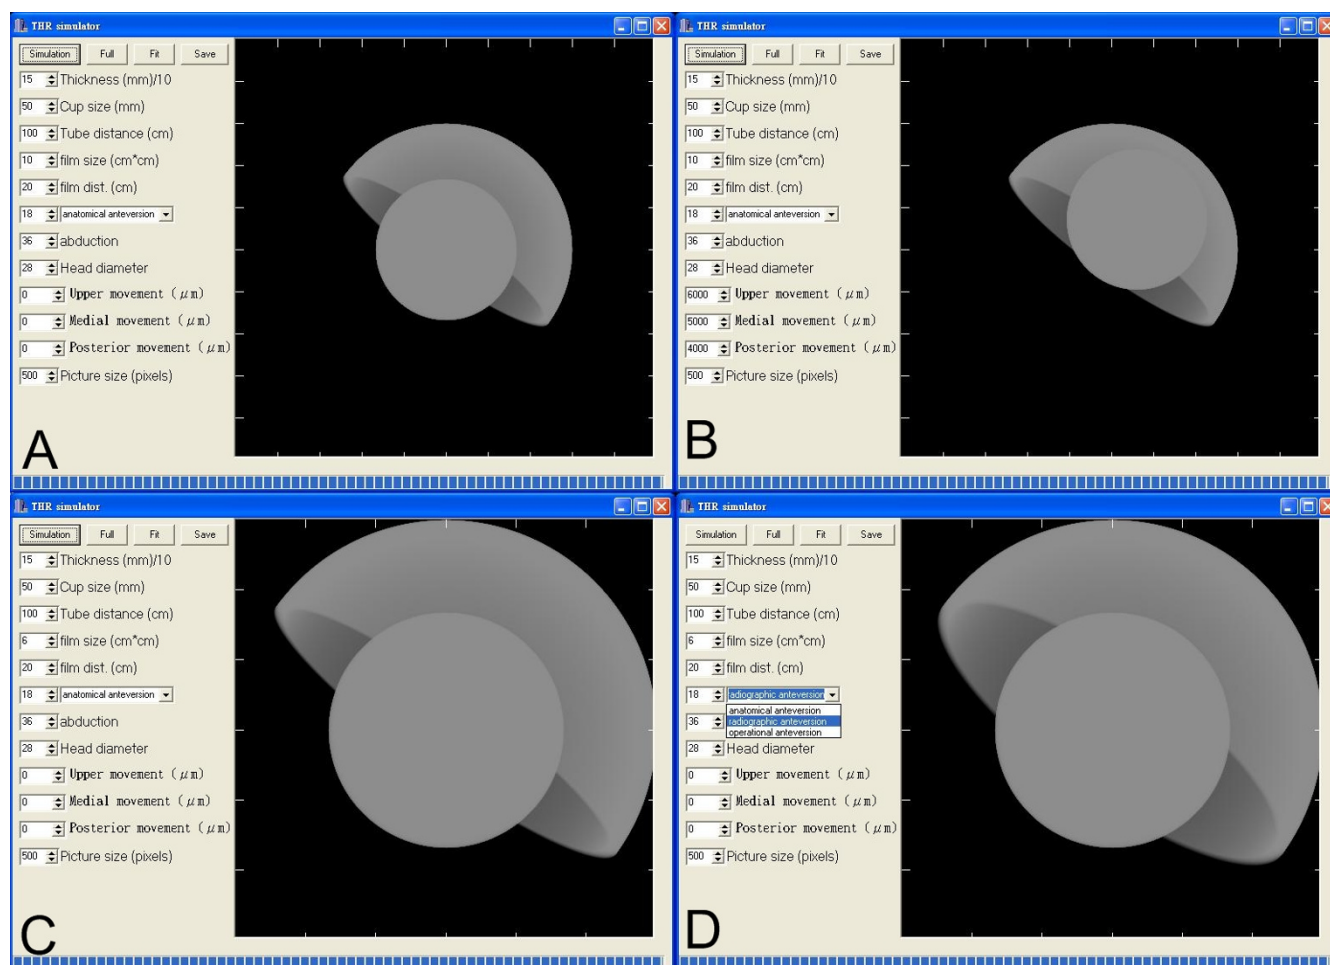 THR simulator
Simulation Full Fit Save
15 Thickness (mm)/10
50 Cup size (mm)
100 Tube distance (cm)
10 film size (cm*cm)
20 film dist. (cm)
18 anatomical anteversion
36 abduction
28 Head diameter
0 Upper movement (μm)
0 Medial movement (μm)
0 Posterior movement (μm)
500 Picture size (pixels)
A
THR simulator
Simulation Full Fit Save
15 Thickness (mm)/10
50 Cup size (mm)
100 Tube distance (cm)
10 film size (cm*cm)
20 film dist. (cm)
18 anatomical anteversion
36 abduction
28 Head diameter
6000 Upper movement (μm)
5000 Medial movement (μm)
4000 Posterior movement (μm)
500 Picture size (pixels)
B
THR simulator
Simulation Full Fit Save
15 Thickness (mm)/10
50 Cup size (mm)
100 Tube distance (cm)
6 film size (cm*cm)
20 film dist. (cm)
18 anatomical anteversion
36 abduction
28 Head diameter
0 Upper movement (μm)
0 Medial movement (μm)
0 Posterior movement (μm)
500 Picture size (pixels)
C
THR simulator
Simulation Full Fit Save
15 Thickness (mm)/10
50 Cup size (mm)
100 Tube distance (cm)
6 film size (cm*cm)
20 film dist. (cm)
18 adiographic anteversion
anatomical anteversion
36 radiographic anteversion
operational anteversion
28 Head diameter
0 Upper movement (μm)
0 Medial movement (μm)
0 Posterior movement (μm)
500 Picture size (pixels)
D